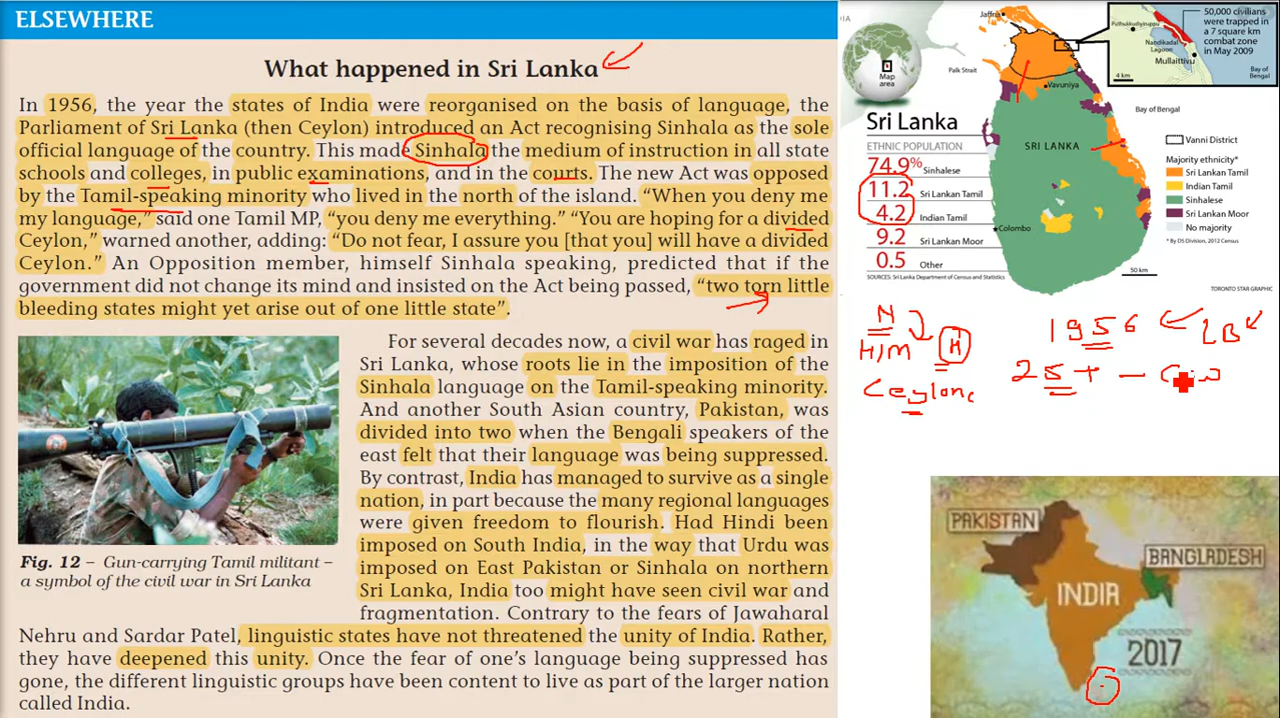 ELSEWHERE
What happened in Sri Lanka
In 1956, the year the states of India were reorganised on the basis of language, the
Parliament of Sri Lanka (then Ceylon) introduced an Act recognising Sinhala as the sole
official language of the country. This made Sinhala the medium of instruction in all state
schools and colleges, in public examinations, and in the courts. The new Act was opposed
by the Tamil-speaking minority who lived in the north of the island. “When you deny me
my language,” said one Tamil MP, “you deny me everything.” “You are hoping for a divided
Ceylon,” warned another, adding: “Do not fear, I assure you [that you] will have a divided
Ceylon.” An Opposition member, himself Sinhala speaking, predicted that if the
government did not change its mind and insisted on the Act being passed, “two torn little
bleeding states might yet arise out of one little state”.
For several decades now, a civil war has raged in
Sri Lanka, whose roots lie in the imposition of the
Sinhala language on the Tamil-speaking minority.
And another South Asian country, Pakistan, was
divided into two when the Bengali speakers of the
east felt that their language was being suppressed.
By contrast, India has managed to survive as a single
nation, in part because the many regional languages
were given freedom to flourish. Had Hindi been
imposed on South India, in the way that Urdu was
imposed on East Pakistan or Sinhala on northern
Sri Lanka, India too might have seen civil war and
fragmentation. Contrary to the fears of Jawaharal
Nehru and Sardar Patel, linguistic states have not threatened the unity of India. Rather,
they have deepened this unity. Once the fear of one’s language being suppressed has
gone, the different linguistic groups have been content to live as part of the larger nation
called India.
Fig. 12 – Gun-carrying Tamil militant –
a symbol of the civil war in Sri Lanka
Map
area
Jaffna
Palk Strait
Vavuniya
Bay of Bengal
SRI LANKA
Colombo
50 km
Puthukkudiyiruppu
Nandikadal
Lagoon
Mullaittivu
4 km
Bay of
Bengal
50,000 civilians
were trapped in
a 7 square km
combat zone
in May 2009
Sri Lanka
ETHNIC POPULATION
74.9% Sinhalese
11.2 Sri Lankan Tamil
4.2 Indian Tamil
9.2 Sri Lankan Moor
0.5 Other
SOURCES: Sri Lanka Department of Census and Statistics
Vanni District
Majority ethnicity*
Sri Lankan Tamil
Indian Tamil
Sinhalese
Sri Lankan Moor
No majority
* By DS Division, 2012 Census
TORONTO STAR GRAPHIC
N
H/M
H
Ceylone
1956
LB
25+ –
PAKISTAN
BANGLADESH
INDIA
2017